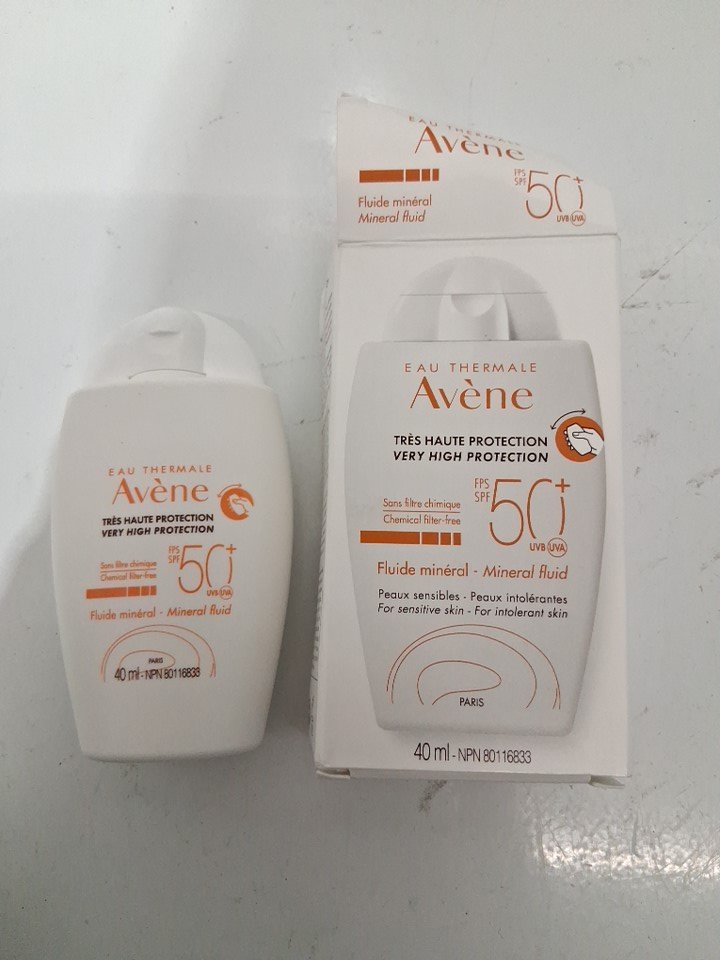 EAU THERMALE
Avène
TRÈS HAUTE PROTECTION
VERY HIGH PROTECTION
Sans filtre chimique
Chemical filter-free
FPS
SPF
50+
UVB UVA
Fluide minéral - Mineral fluid
PARIS
40 ml - NPN 80116833
EAU THERMALE
Avène
Fluide minéral
Mineral fluid
FPS
SPF
50+
UVB UVA
EAU THERMALE
Avène
TRÈS HAUTE PROTECTION
VERY HIGH PROTECTION
Sans filtre chimique
Chemical filter-free
FPS
SPF
50+
UVB UVA
Fluide minéral - Mineral fluid
Peaux sensibles - Peaux intolérantes
For sensitive skin - For intolerant skin
PARIS
40 ml - NPN 80116833